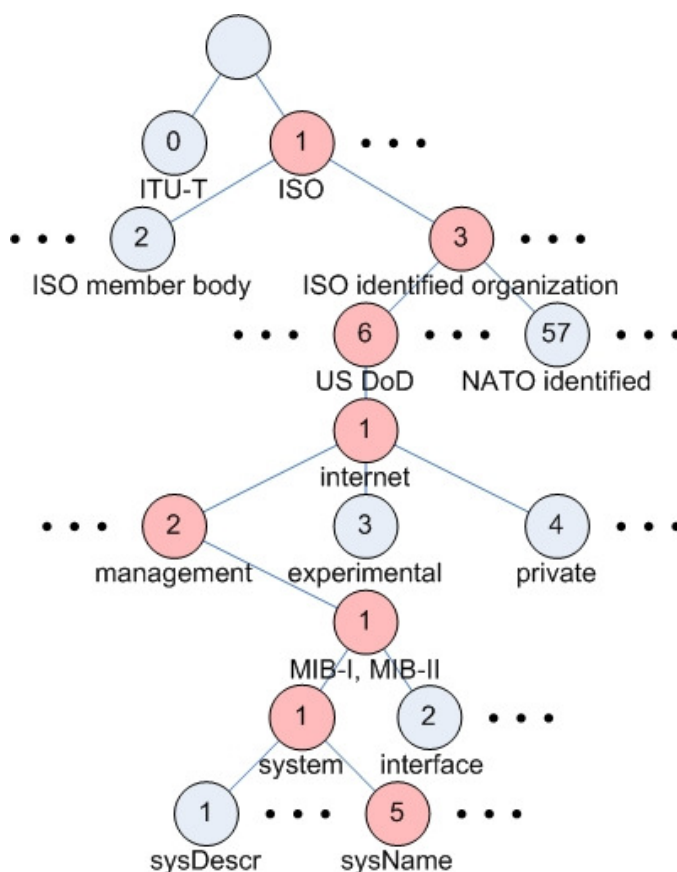 0 1
ITU-T ISO
2 3
ISO member body ISO identified organization
6 57
US DoD NATO identified
1
internet
2 3 4
management experimental private
1
MIB-I, MIB-II
1 2
system interface
1 5
sysDescr sysName